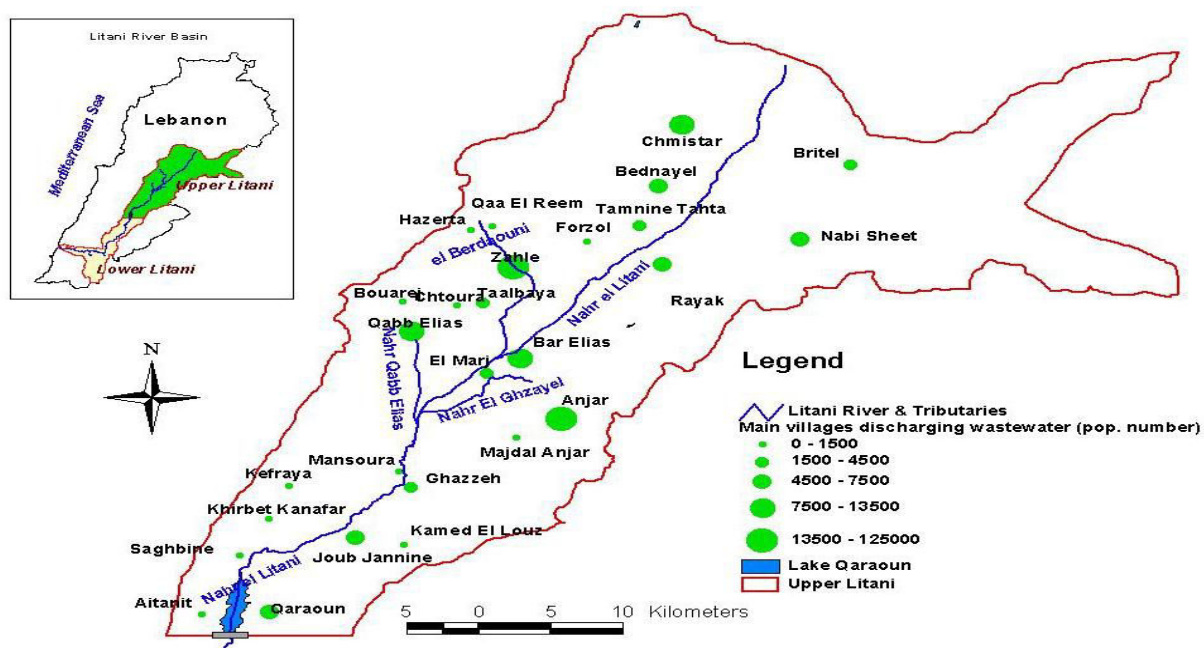 Litani River Basin
Mediterranean Sea
Lebanon
Upper Litani
Lower Litani
N
Chmistar
Britel
Bednayel
Qaa El Reem
Tamnine Tahta
Hazerta
Forzol
el Berdaouni
Nabi Sheet
Zahle
Nahr el Litani
Bouarej
Chtoura
Taalbaya
Rayak
Qabb Elias
Nahr Qabb Elias
Bar Elias
El Marj
Nahr El Ghzayel
Anjar
Majdal Anjar
Mansoura
Kefraya
Ghazzeh
Khirbet Kanafar
Kamed El Louz
Saghbine
Joub Jannine
Nahr el Litani
Aitanit
Qaraoun
Legend
Litani River & Tributaries
Main villages discharging wastewater (pop. number)
0 - 1500
1500 - 4500
4500 - 7500
7500 - 13500
13500 - 125000
Lake Qaraoun
Upper Litani
5 0 5 10 Kilometers